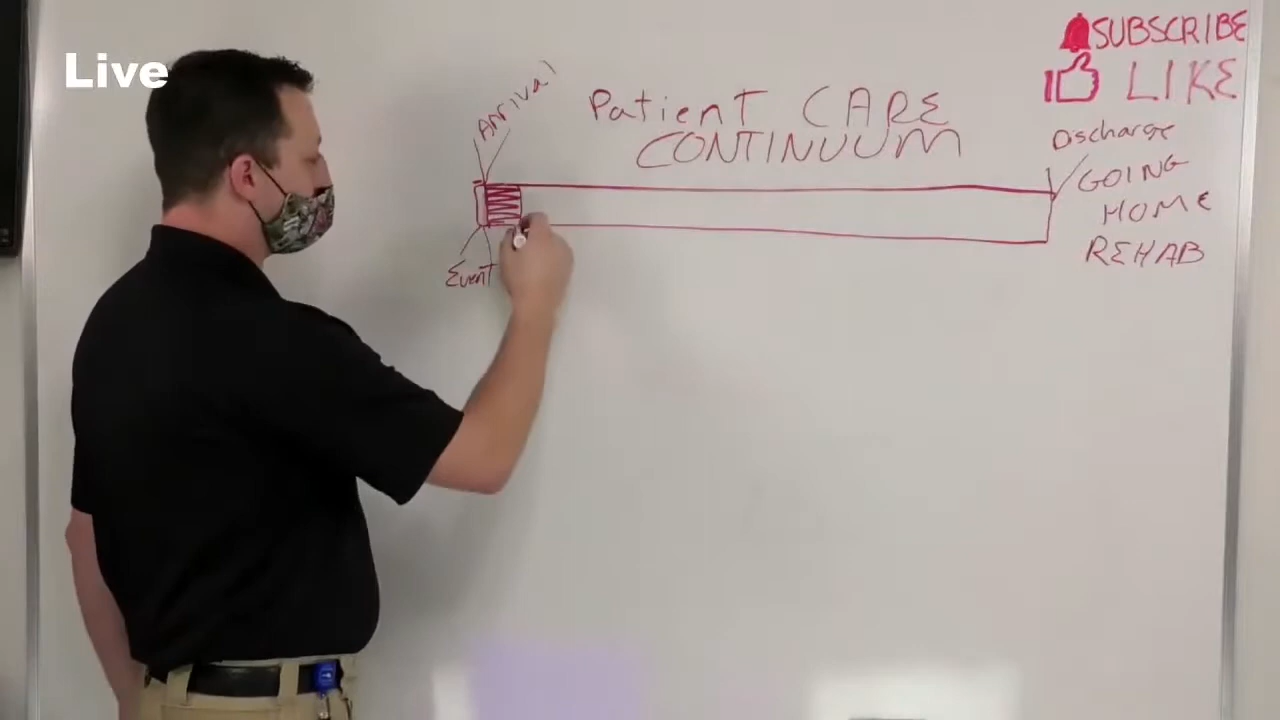 Live
SUBSCRIBE
LIKE
Arrival
Patient CARE
CONTINUUM
Discharge
GOING
HOME
REHAB
Event